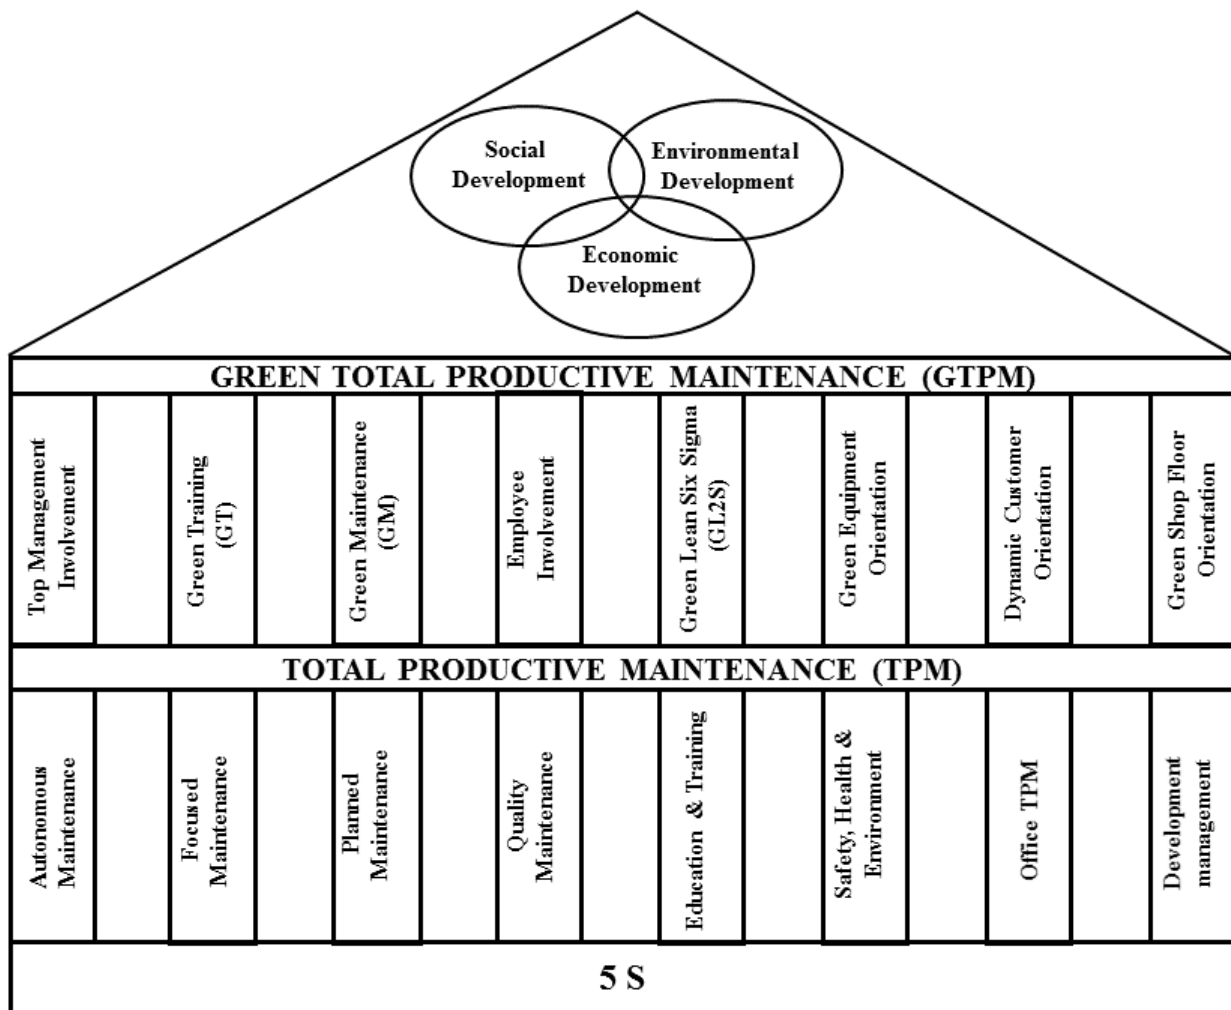 Social
Development
Environmental
Development
Economic
Development
GREEN TOTAL PRODUCTIVE MAINTENANCE (GTPM)
Top Management
Involvement
Green Training
(GT)
Green Maintenance
(GM)
Employee
Involvement
Green Lean Six Sigma
(GL2S)
Green Equipment
Orientation
Dynamic Customer
Orientation
Green Shop Floor
Orientation
TOTAL PRODUCTIVE MAINTENANCE (TPM)
Autonomous
Maintenance
Focused
Maintenance
Planned
Maintenance
Quality
Maintenance
Education & Training
Safety, Health &
Environment
Office TPM
Development
management
5 S